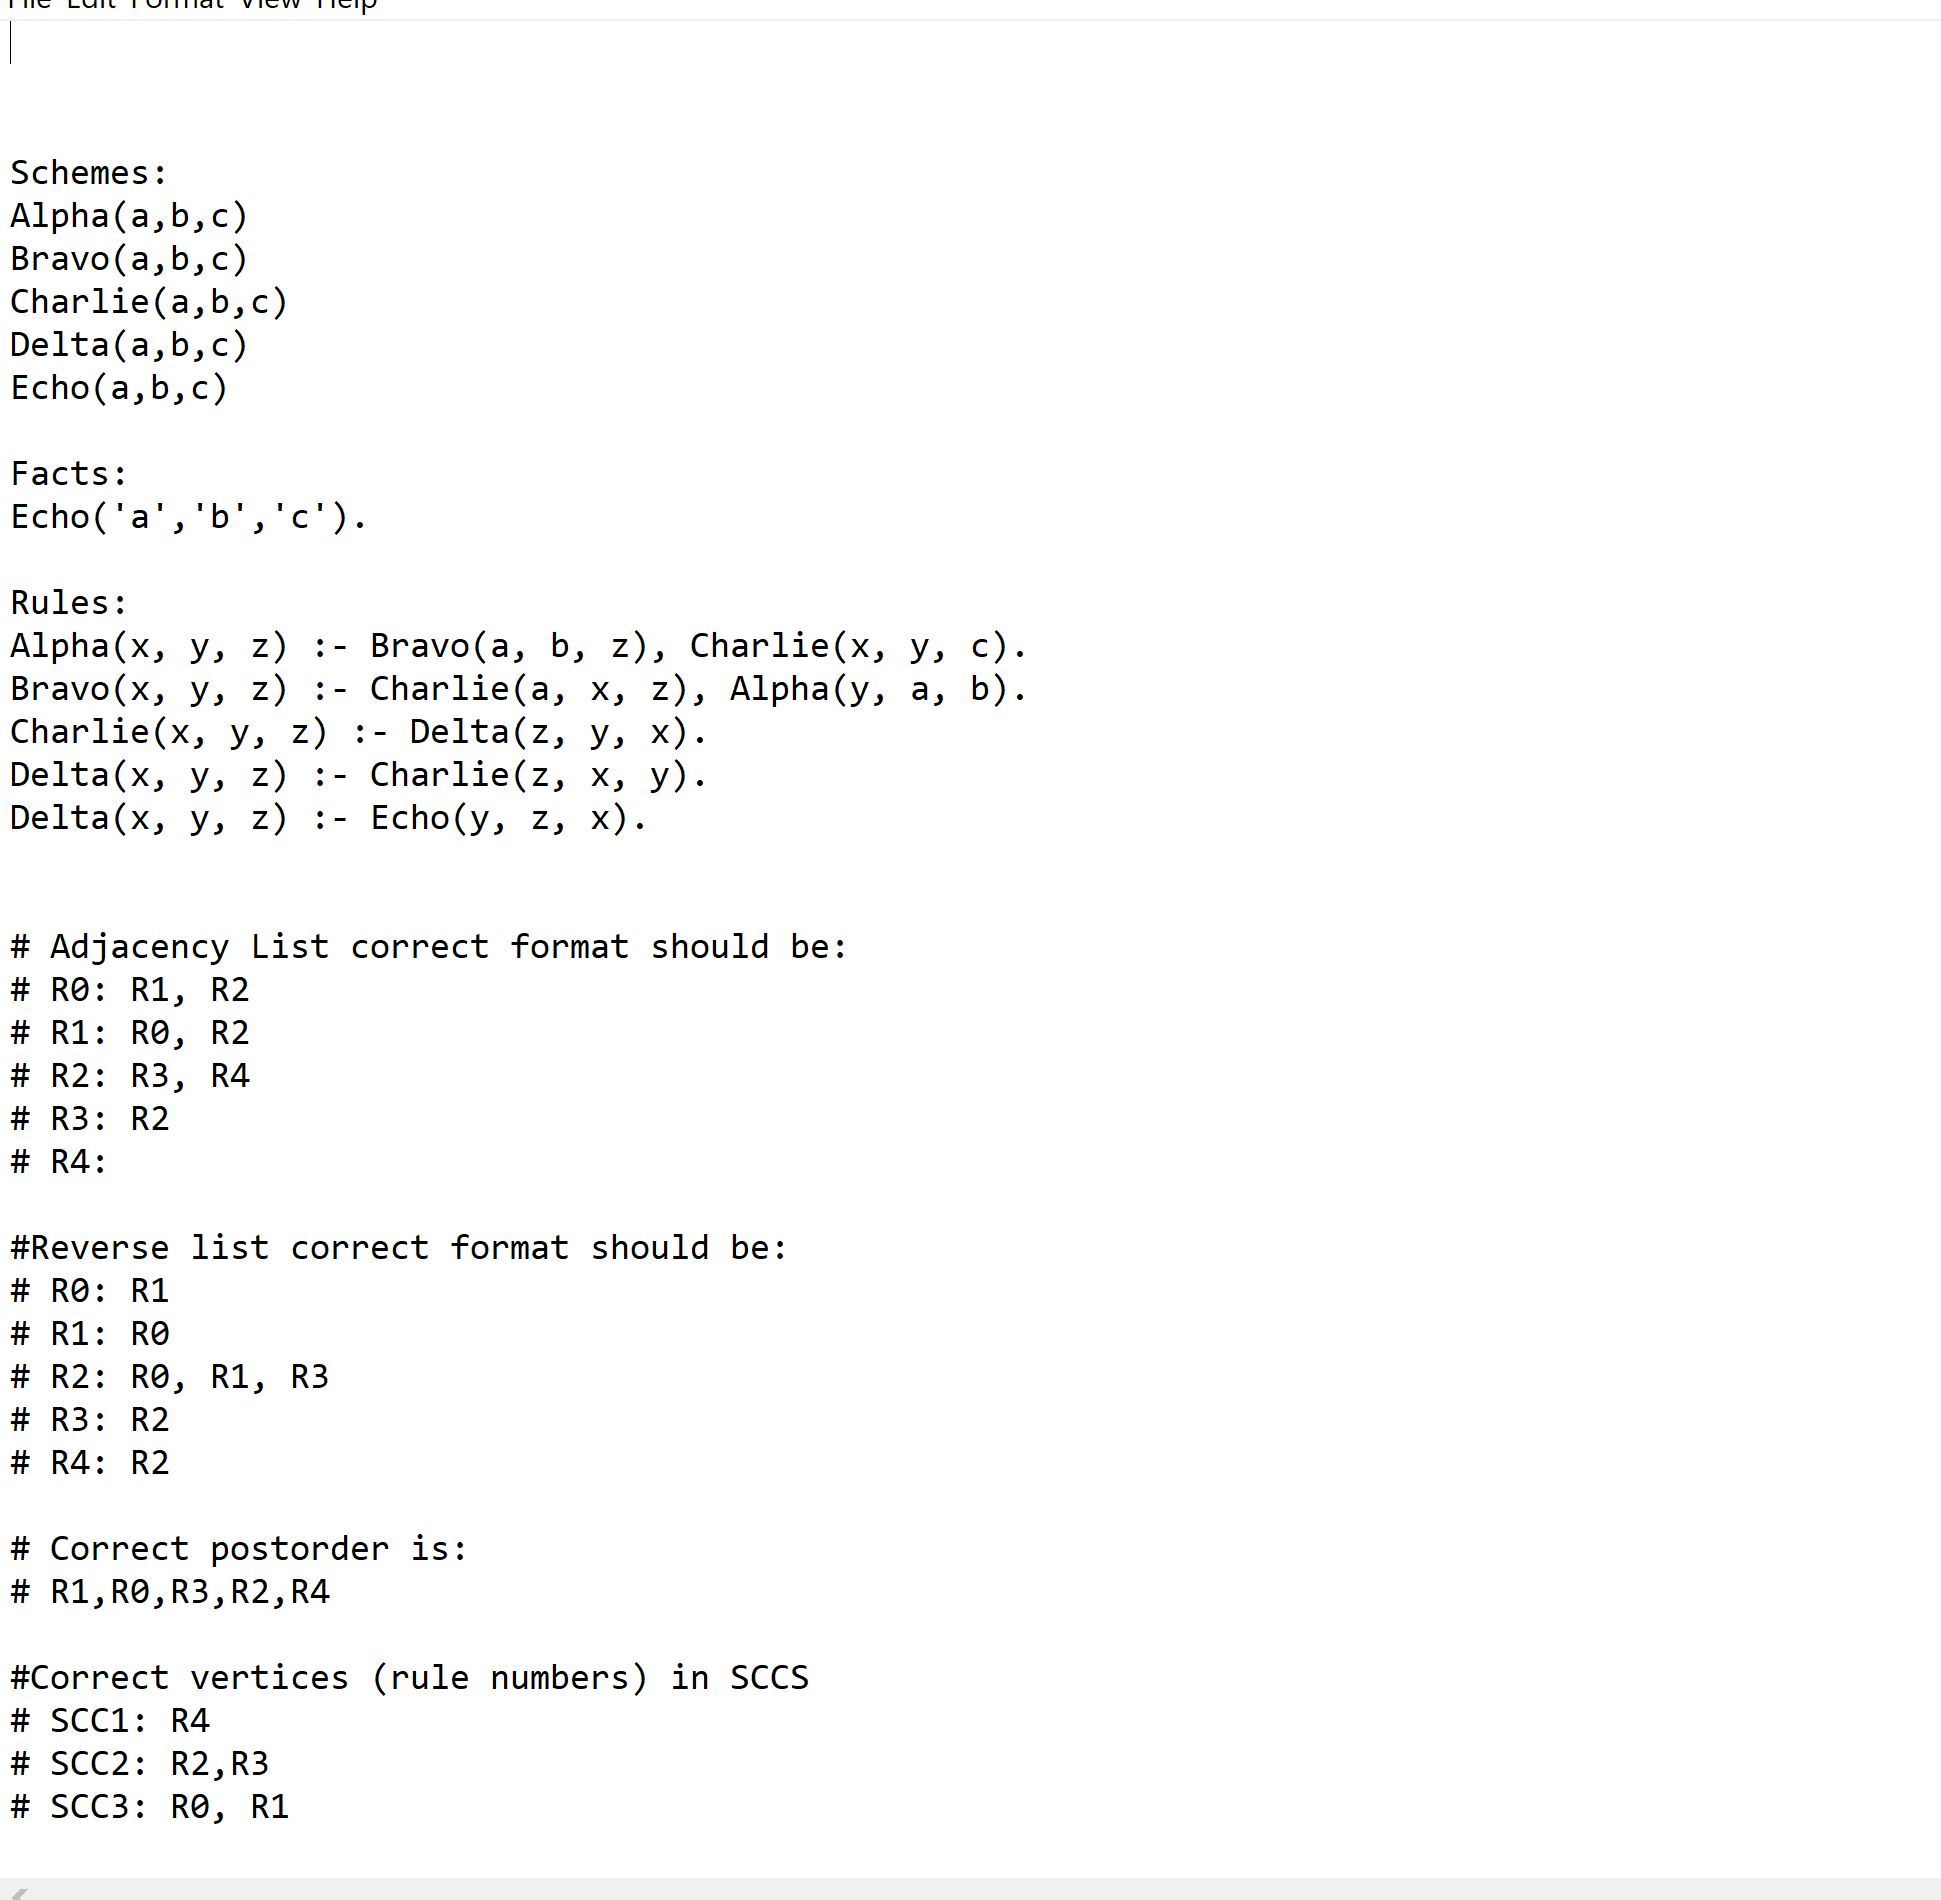 File Edit Format View Help
Schemes:
Alpha(a,b,c)
Bravo(a,b,c)
Charlie(a,b,c)
Delta(a,b,c)
Echo(a,b,c)
Facts:
Echo('a','b','c').
Rules:
Alpha(x, y, z) :- Bravo(a, b, z), Charlie(x, y, c).
Bravo(x, y, z) :- Charlie(a, x, z), Alpha(y, a, b).
Charlie(x, y, z) :- Delta(z, y, x).
Delta(x, y, z) :- Charlie(z, x, y).
Delta(x, y, z) :- Echo(y, z, x).
# Adjacency List correct format should be:
# R0: R1, R2
# R1: R0, R2
# R2: R3, R4
# R3: R2
# R4:
#Reverse list correct format should be:
# R0: R1
# R1: R0
# R2: R0, R1, R3
# R3: R2
# R4: R2
# Correct postorder is:
# R1,R0,R3,R2,R4
#Correct vertices (rule numbers) in SCCS
# SCC1: R4
# SCC2: R2,R3
# SCC3: R0, R1